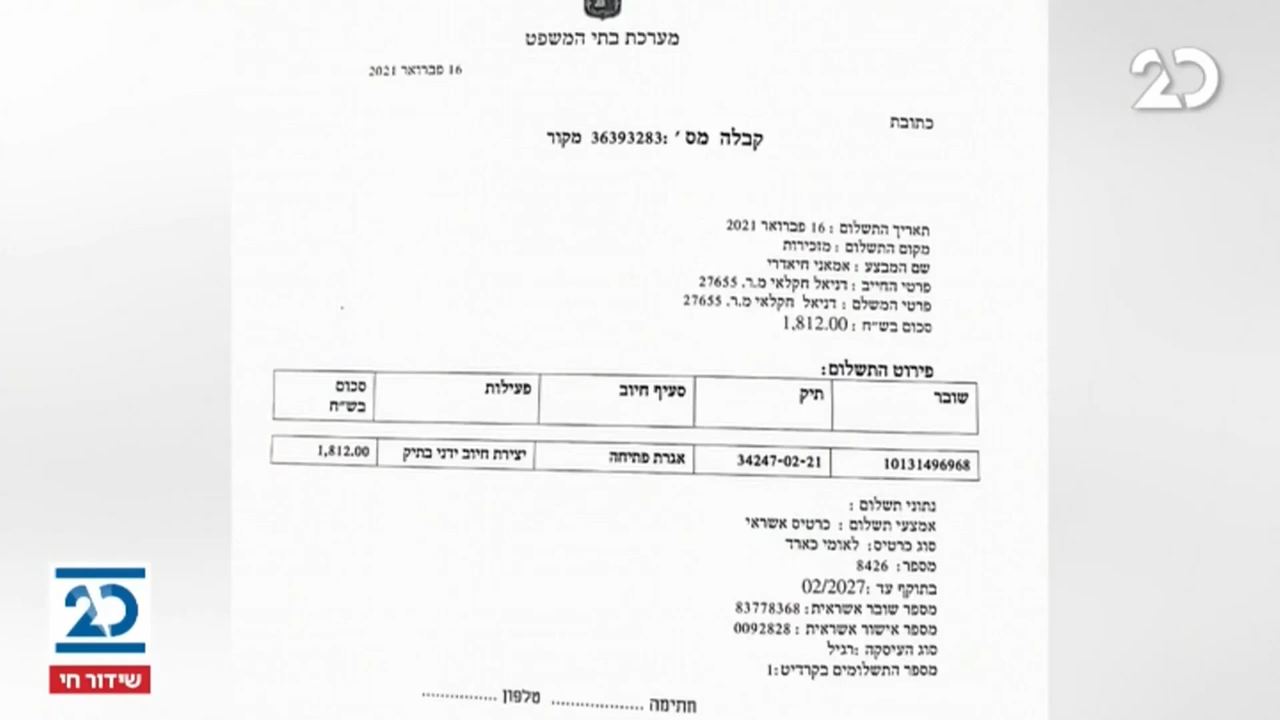 מערכת בתי המשפט
16 פברואר 2021
20
כתובת
קבלה מס׳: 36393283 מקור
תאריך התשלום : 16 פברואר 2021
מקום התשלום : מזכירות
שם המבצע : אמאני חיאדרי
פרטי החייב : דניאל חקלאי מ.ר. 27655
פרטי המשלם : דניאל חקלאי מ.ר. 27655
סכום בש״ח : 1,812.00
פירוט התשלום:
שובר תיק סעיף חיוב פעילות סכום בש״ח
10131496968 34247-02-21 אגרת פתיחה יצירת חיוב ידני בתיק 1,812.00
נתוני תשלום :
אמצעי תשלום : כרטיס אשראי
סוג כרטיס: לאומי כארד
מספר: 8426
בתוקף עד :02/2027
מספר שובר אשראית: 83778368
מספר אישור אשראית : 0092828
סוג העיסקה :רגיל
מספר התשלומים בקרדיט:1
חתימה ................... טלפון ...............
20
שידור חי